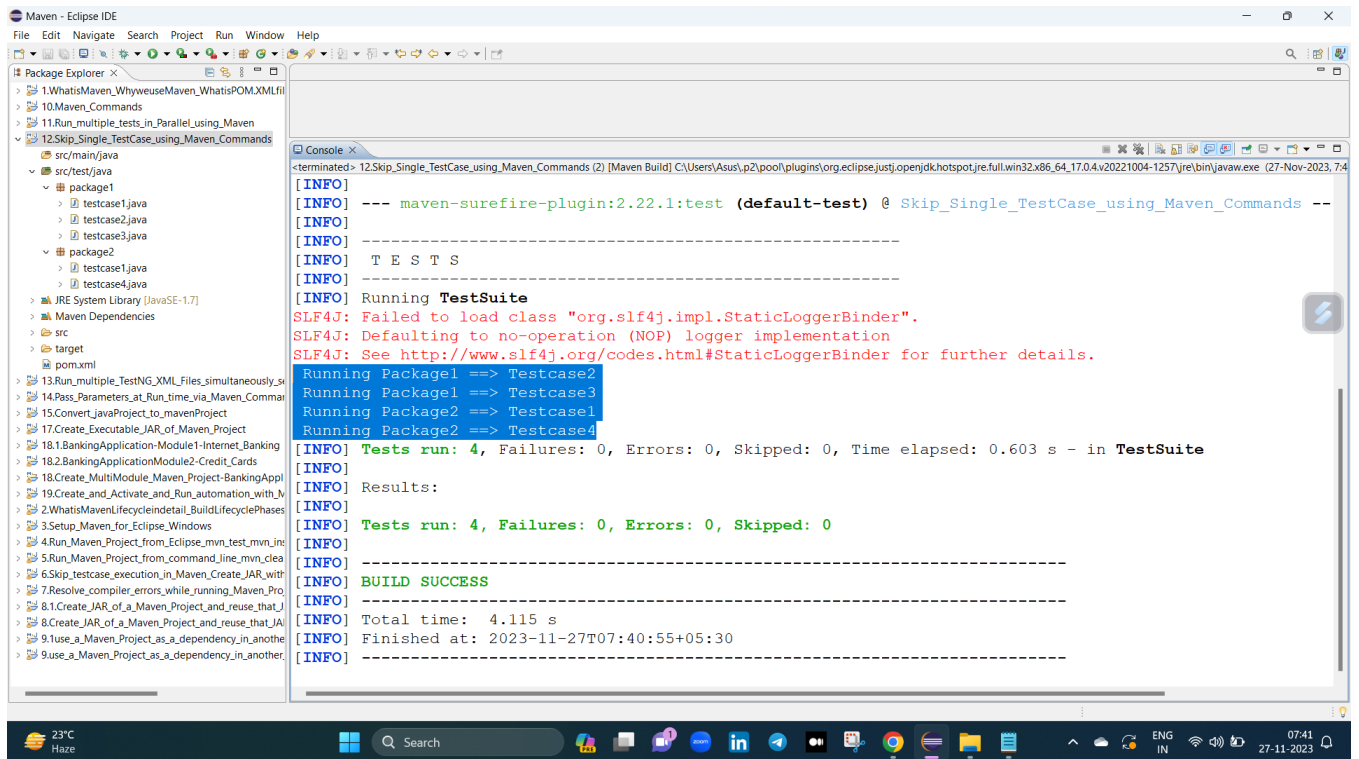 Maven - Eclipse IDE
File Edit Navigate Search Project Run Window Help
Package Explorer
1.WhatisMaven_WhyweuseMaven_WhatisPOM.XMLfil
10.Maven_Commands
11.Run_multiple_tests_in_Parallel_using_Maven
12.Skip_Single_TestCase_using_Maven_Commands
src/main/java
src/test/java
package1
testcase1.java
testcase2.java
testcase3.java
package2
testcase1.java
testcase4.java
JRE System Library [JavaSE-1.7]
Maven Dependencies
src
target
pom.xml
13.Run_multiple_TestNG_XML_Files_simultaneously_se
14.Pass_Parameters_at_Run_time_via_Maven_Comma
15.Convert_javaProject_to_mavenProject
17.Create_Executable_JAR_of_Maven_Project
18.1.BankingApplication-Module1-Internet_Banking
18.2.BankingApplicationModule2-Credit_Cards
18.Create_MultiModule_Maven_Project-BankingAppl
19.Create_and_Activate_and_Run_automation_with_M
2.WhatisMavenLifecycleindetail_BuildLifecyclePhases
3.Setup_Maven_for_Eclipse_Windows
4.Run_Maven_Project_from_Eclipse_mvn_test_mvn_ins
5.Run_Maven_Project_from_command_line_mvn_clea
6.Skip_testcase_execution_in_Maven_Create_JAR_with
7.Resolve_compiler_errors_while_running_Maven_Pro
8.1.Create_JAR_of_a_Maven_Project_and_reuse_that_J
8.Create_JAR_of_a_Maven_Project_and_reuse_that_JAI
9.1use_a_Maven_Project_as_a_dependency_in_anothe
9.use_a_Maven_Project_as_a_dependency_in_another_
Console
<terminated> 12.Skip_Single_TestCase_using_Maven_Commands (2) [Maven Build] C:\Users\Asus\.p2\pool\plugins\org.eclipse.justj.openjdk.hotspot.jre.full.win32.x86_64_17.0.4.v20221004-1257\jre\bin\javaw.exe (27-Nov-2023, 7:4
[INFO]
[INFO] --- maven-surefire-plugin:2.22.1:test (default-test) @ Skip_Single_TestCase_using_Maven_Commands --
[INFO]
[INFO] -------------------------------------------------------
[INFO] T E S T S
[INFO] -------------------------------------------------------
[INFO] Running TestSuite
SLF4J: Failed to load class "org.slf4j.impl.StaticLoggerBinder".
SLF4J: Defaulting to no-operation (NOP) logger implementation
SLF4J: See http://www.slf4j.org/codes.html#StaticLoggerBinder for further details.
Running Package1 ==> Testcase2
Running Package1 ==> Testcase3
Running Package2 ==> Testcase1
Running Package2 ==> Testcase4
[INFO] Tests run: 4, Failures: 0, Errors: 0, Skipped: 0, Time elapsed: 0.603 s - in TestSuite
[INFO]
[INFO] Results:
[INFO]
[INFO] Tests run: 4, Failures: 0, Errors: 0, Skipped: 0
[INFO]
[INFO] ------------------------------------------------------------------------
[INFO] BUILD SUCCESS
[INFO] ------------------------------------------------------------------------
[INFO] Total time: 4.115 s
[INFO] Finished at: 2023-11-27T07:40:55+05:30
[INFO] ------------------------------------------------------------------------
23°C
Haze
Search
PRE
1
zoom
in
ENG
IN
07:41
27-11-2023